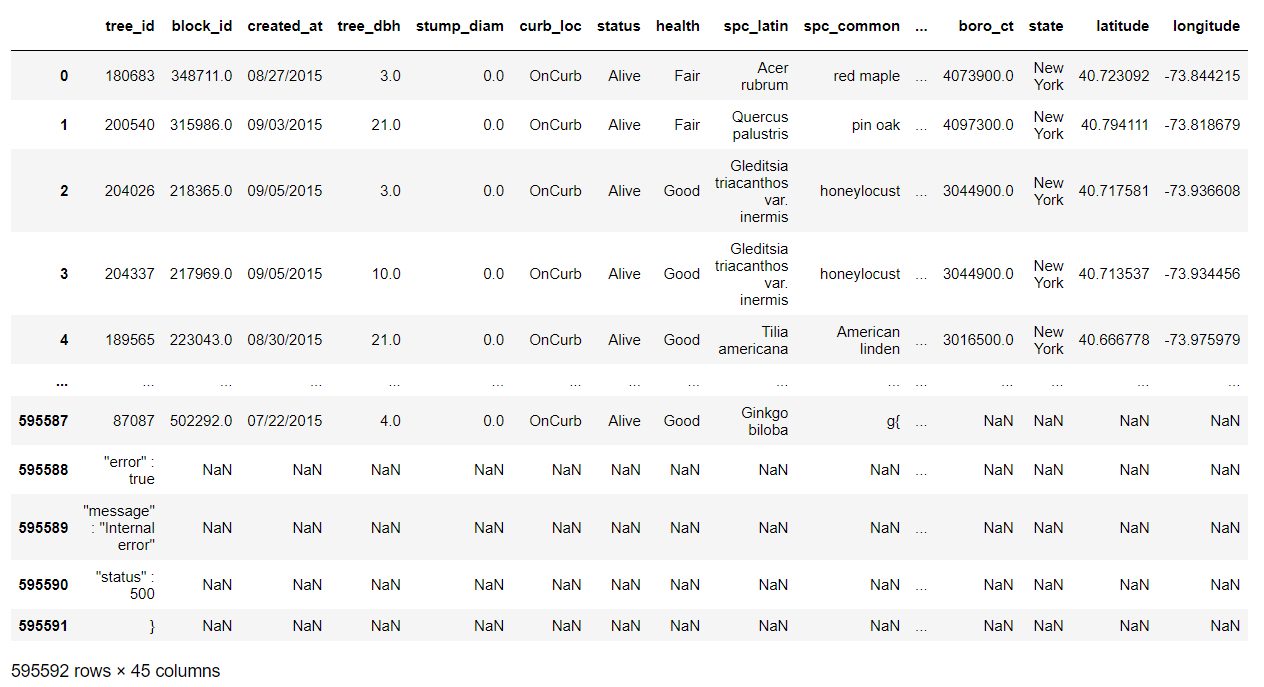 tree_id block_id created_at tree_dbh stump_diam curb_loc status health spc_latin spc_common ... boro_ct state latitude longitude
0 180683 348711.0 08/27/2015 3.0 0.0 OnCurb Alive Fair Acer rubrum red maple ... 4073900.0 New York 40.723092 -73.844215
1 200540 315986.0 09/03/2015 21.0 0.0 OnCurb Alive Fair Quercus palustris pin oak ... 4097300.0 New York 40.794111 -73.818679
2 204026 218365.0 09/05/2015 3.0 0.0 OnCurb Alive Good Gleditsia triacanthos var. inermis honeylocust ... 3044900.0 New York 40.717581 -73.936608
3 204337 217969.0 09/05/2015 10.0 0.0 OnCurb Alive Good Gleditsia triacanthos var. inermis honeylocust ... 3044900.0 New York 40.713537 -73.934456
4 189565 223043.0 08/30/2015 21.0 0.0 OnCurb Alive Good Tilia americana American linden ... 3016500.0 New York 40.666778 -73.975979
... ... ... ... ... ... ... ... ... ... ... ... ... ... ... ...
595587 87087 502292.0 07/22/2015 4.0 0.0 OnCurb Alive Good Ginkgo biloba g{ ... NaN NaN NaN NaN
595588 "error" : true NaN NaN NaN NaN NaN NaN NaN NaN NaN ... NaN NaN NaN NaN
595589 "message" : "Internal error" NaN NaN NaN NaN NaN NaN NaN NaN NaN ... NaN NaN NaN NaN
595590 "status" : 500 NaN NaN NaN NaN NaN NaN NaN NaN NaN ... NaN NaN NaN NaN
595591 } NaN NaN NaN NaN NaN NaN NaN NaN NaN ... NaN NaN NaN NaN
595592 rows × 45 columns